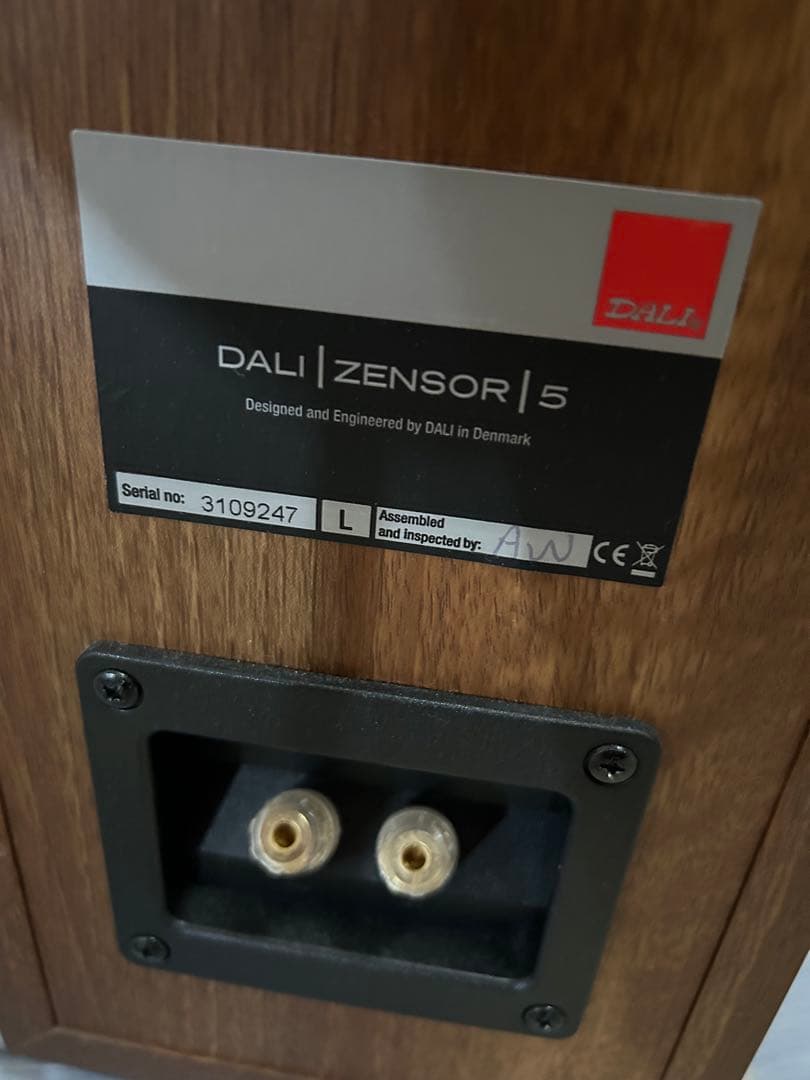 DALI
DALI | ZENSOR | 5
Designed and Engineered by DALI in Denmark
Serial no: 3109247
L
Assembled
and inspected by: AW
CE